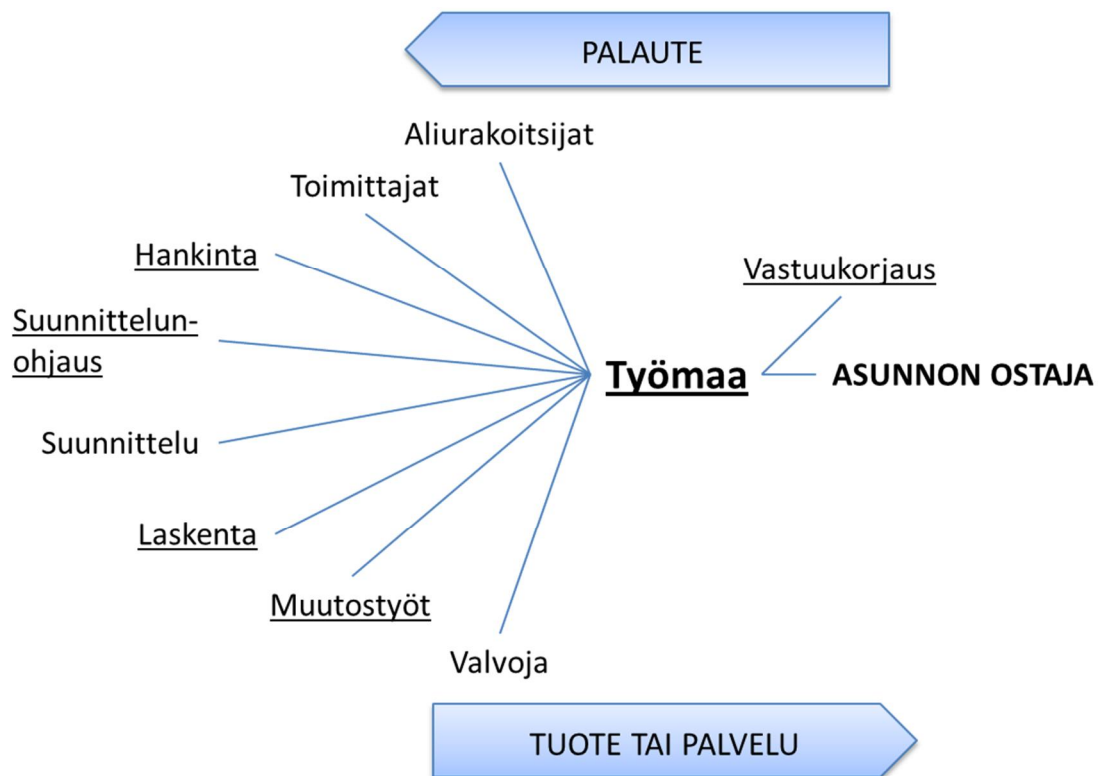 PALAUTE
Aliurakoitsijat
Toimittajat
Hankinta
Vastuukorjaus
Suunnittelun-
ohjaus
Työmaa
ASUNNON OSTAJA
Suunnittelu
Laskenta
Muutostyöt
Valvoja
TUOTE TAI PALVELU